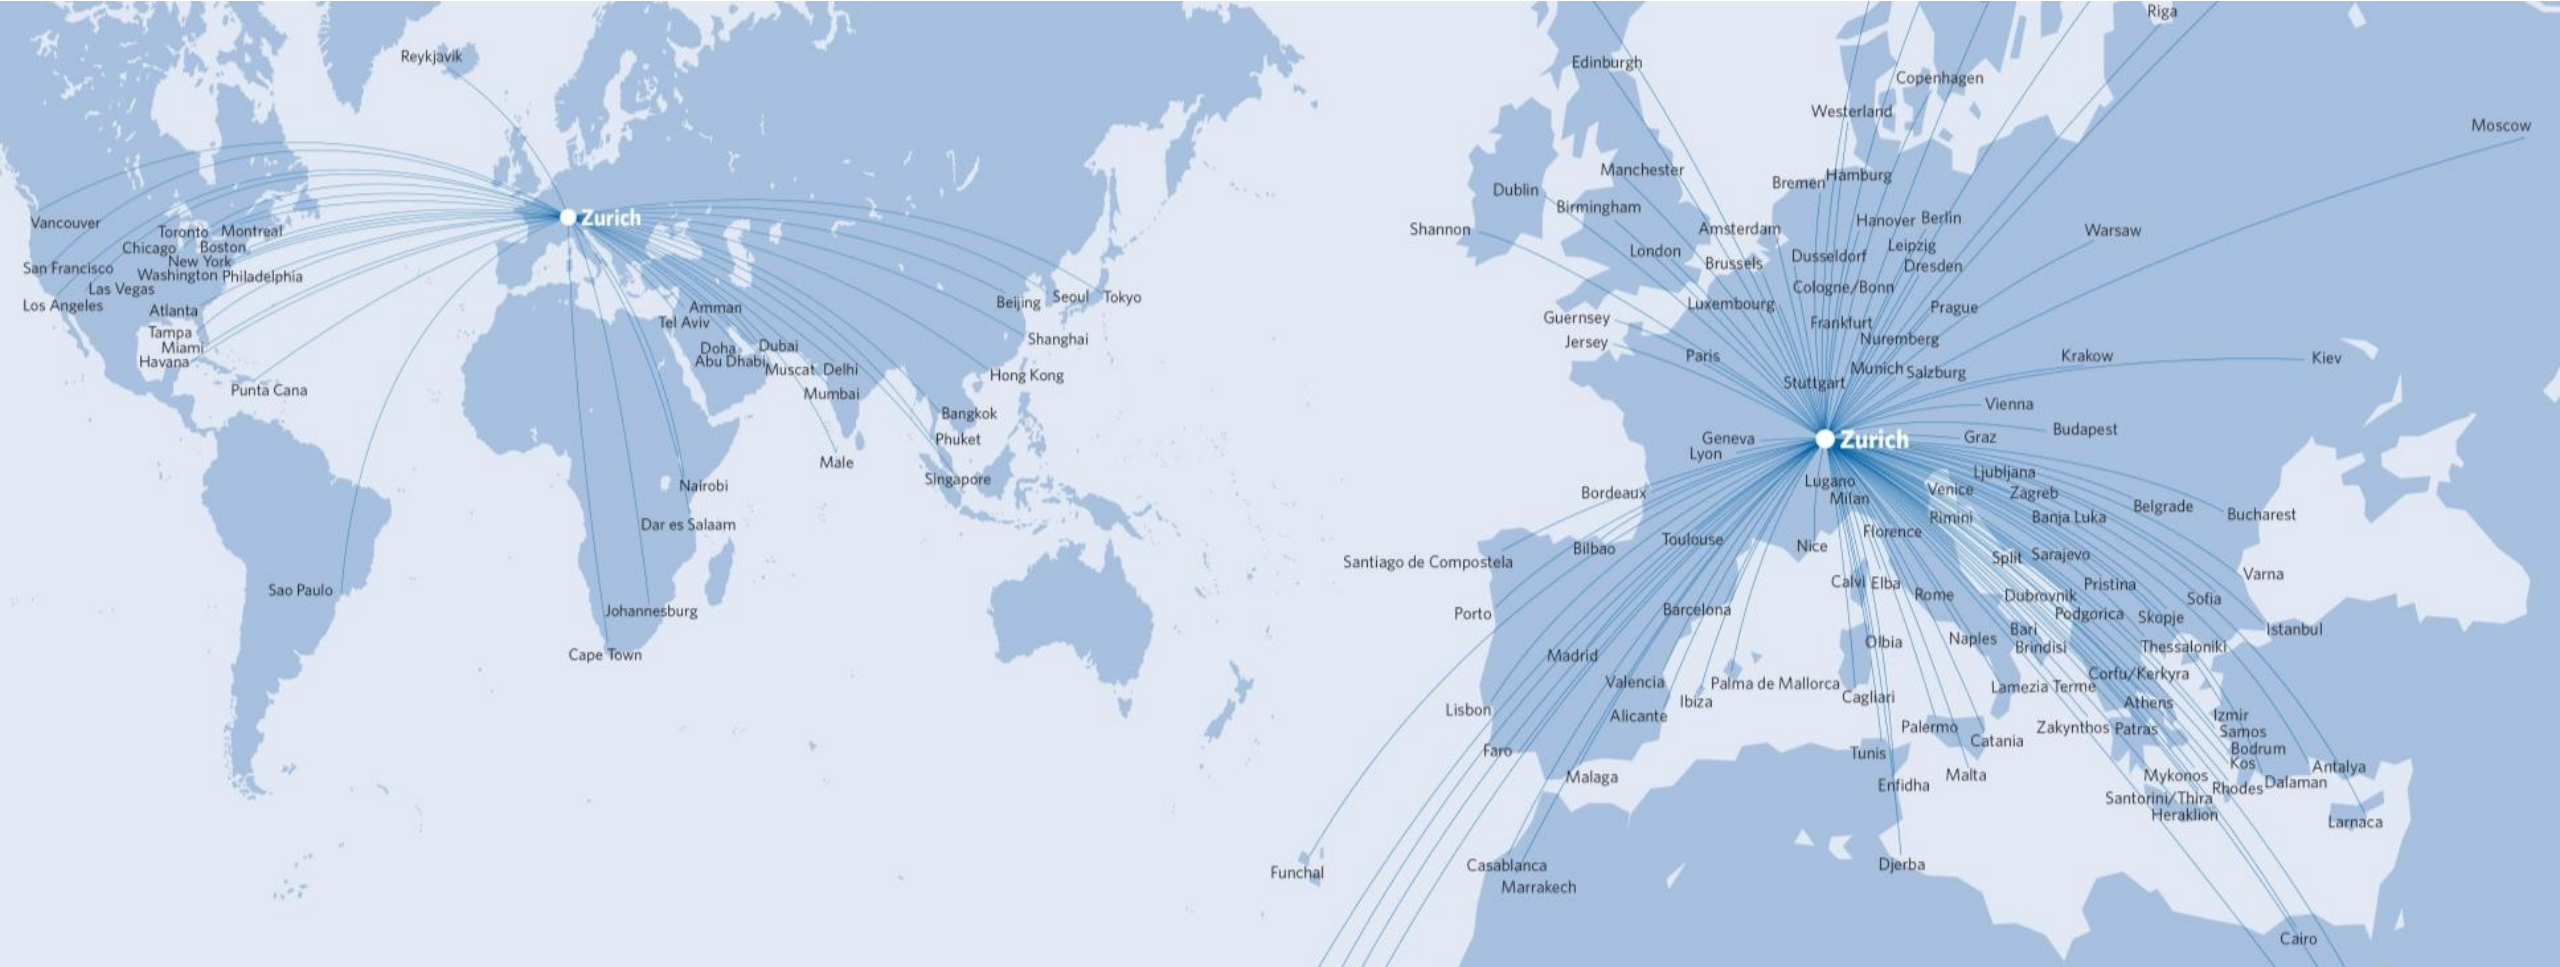 Reykjavik
Vancouver
Toronto
Montreal
Chicago
Boston
New York
San Francisco
Washington
Philadelphia
Las Vegas
Los Angeles
Atlanta
Tampa
Miami
Havana
Punta Cana
Sao Paulo
Zurich
Amman
Tel Aviv
Doha
Dubai
Abu Dhabi
Muscat
Delhi
Mumbai
Male
Beijing
Seoul
Tokyo
Shanghai
Hong Kong
Bangkok
Phuket
Singapore
Nairobi
Dar es Salaam
Johannesburg
Cape Town
Riga
Edinburgh
Copenhagen
Westerland
Moscow
Manchester
Bremen
Hamburg
Dublin
Birmingham
Hanover
Berlin
Shannon
Amsterdam
Warsaw
London
Leipzig
Brussels
Dusseldorf
Dresden
Cologne/Bonn
Luxembourg
Prague
Guernsey
Frankfurt
Jersey
Nuremberg
Paris
Krakow
Kiev
Munich
Salzburg
Stuttgart
Vienna
Budapest
Geneva
Zurich
Graz
Lyon
Ljubljana
Lugano
Bordeaux
Milan
Venice
Zagreb
Belgrade
Bucharest
Rimini
Banja Luka
Florence
Toulouse
Nice
Bilbao
Santiago de Compostela
Split
Sarajevo
Varna
Calvi
Elba
Pristina
Rome
Dubrovnik
Sofia
Porto
Barcelona
Podgorica
Skopje
Bari
Istanbul
Olbia
Naples
Brindisi
Thessaloniki
Madrid
Corfu/Kerkyra
Valencia
Palma de Mallorca
Lamezia Terme
Ibiza
Cagliari
Athens
Lisbon
Alicante
Izmir
Palermo
Zakynthos
Patras
Samos
Catania
Faro
Tunis
Bodrum
Kos
Antalya
Malaga
Malta
Mykonos
Enfidha
Rhodes
Dalaman
Santorini/Thira
Heraklion
Larnaca
Funchal
Casablanca
Djerba
Marrakech
Cairo